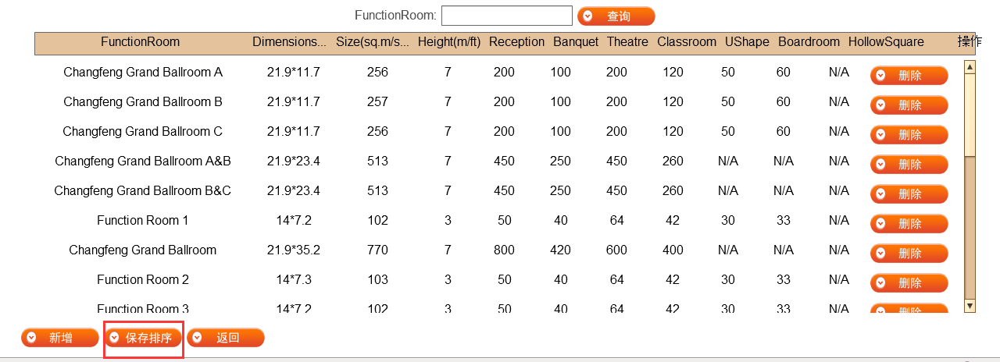 FunctionRoom: 查询
FunctionRoom Dimensions... Size(sq.m/s... Height(m/ft) Reception Banquet Theatre Classroom UShape Boardroom HollowSquare 操作
Changfeng Grand Ballroom A 21.9*11.7 256 7 200 100 200 120 50 60 N/A 删除
Changfeng Grand Ballroom B 21.9*11.7 257 7 200 100 200 120 50 60 N/A 删除
Changfeng Grand Ballroom C 21.9*11.7 256 7 200 100 200 120 50 60 N/A 删除
Changfeng Grand Ballroom A&B 21.9*23.4 513 7 450 250 450 260 N/A N/A N/A 删除
Changfeng Grand Ballroom B&C 21.9*23.4 513 7 450 250 450 260 N/A N/A N/A 删除
Function Room 1 14*7.2 102 3 50 40 64 42 30 33 N/A 删除
Changfeng Grand Ballroom 21.9*35.2 770 7 800 420 600 400 N/A N/A N/A 删除
Function Room 2 14*7.3 103 3 50 40 64 42 30 33 N/A 删除
Function Room 3 14*7.2 102 3 50 40 64 42 30 33 N/A 删除
新增 保存排序 返回